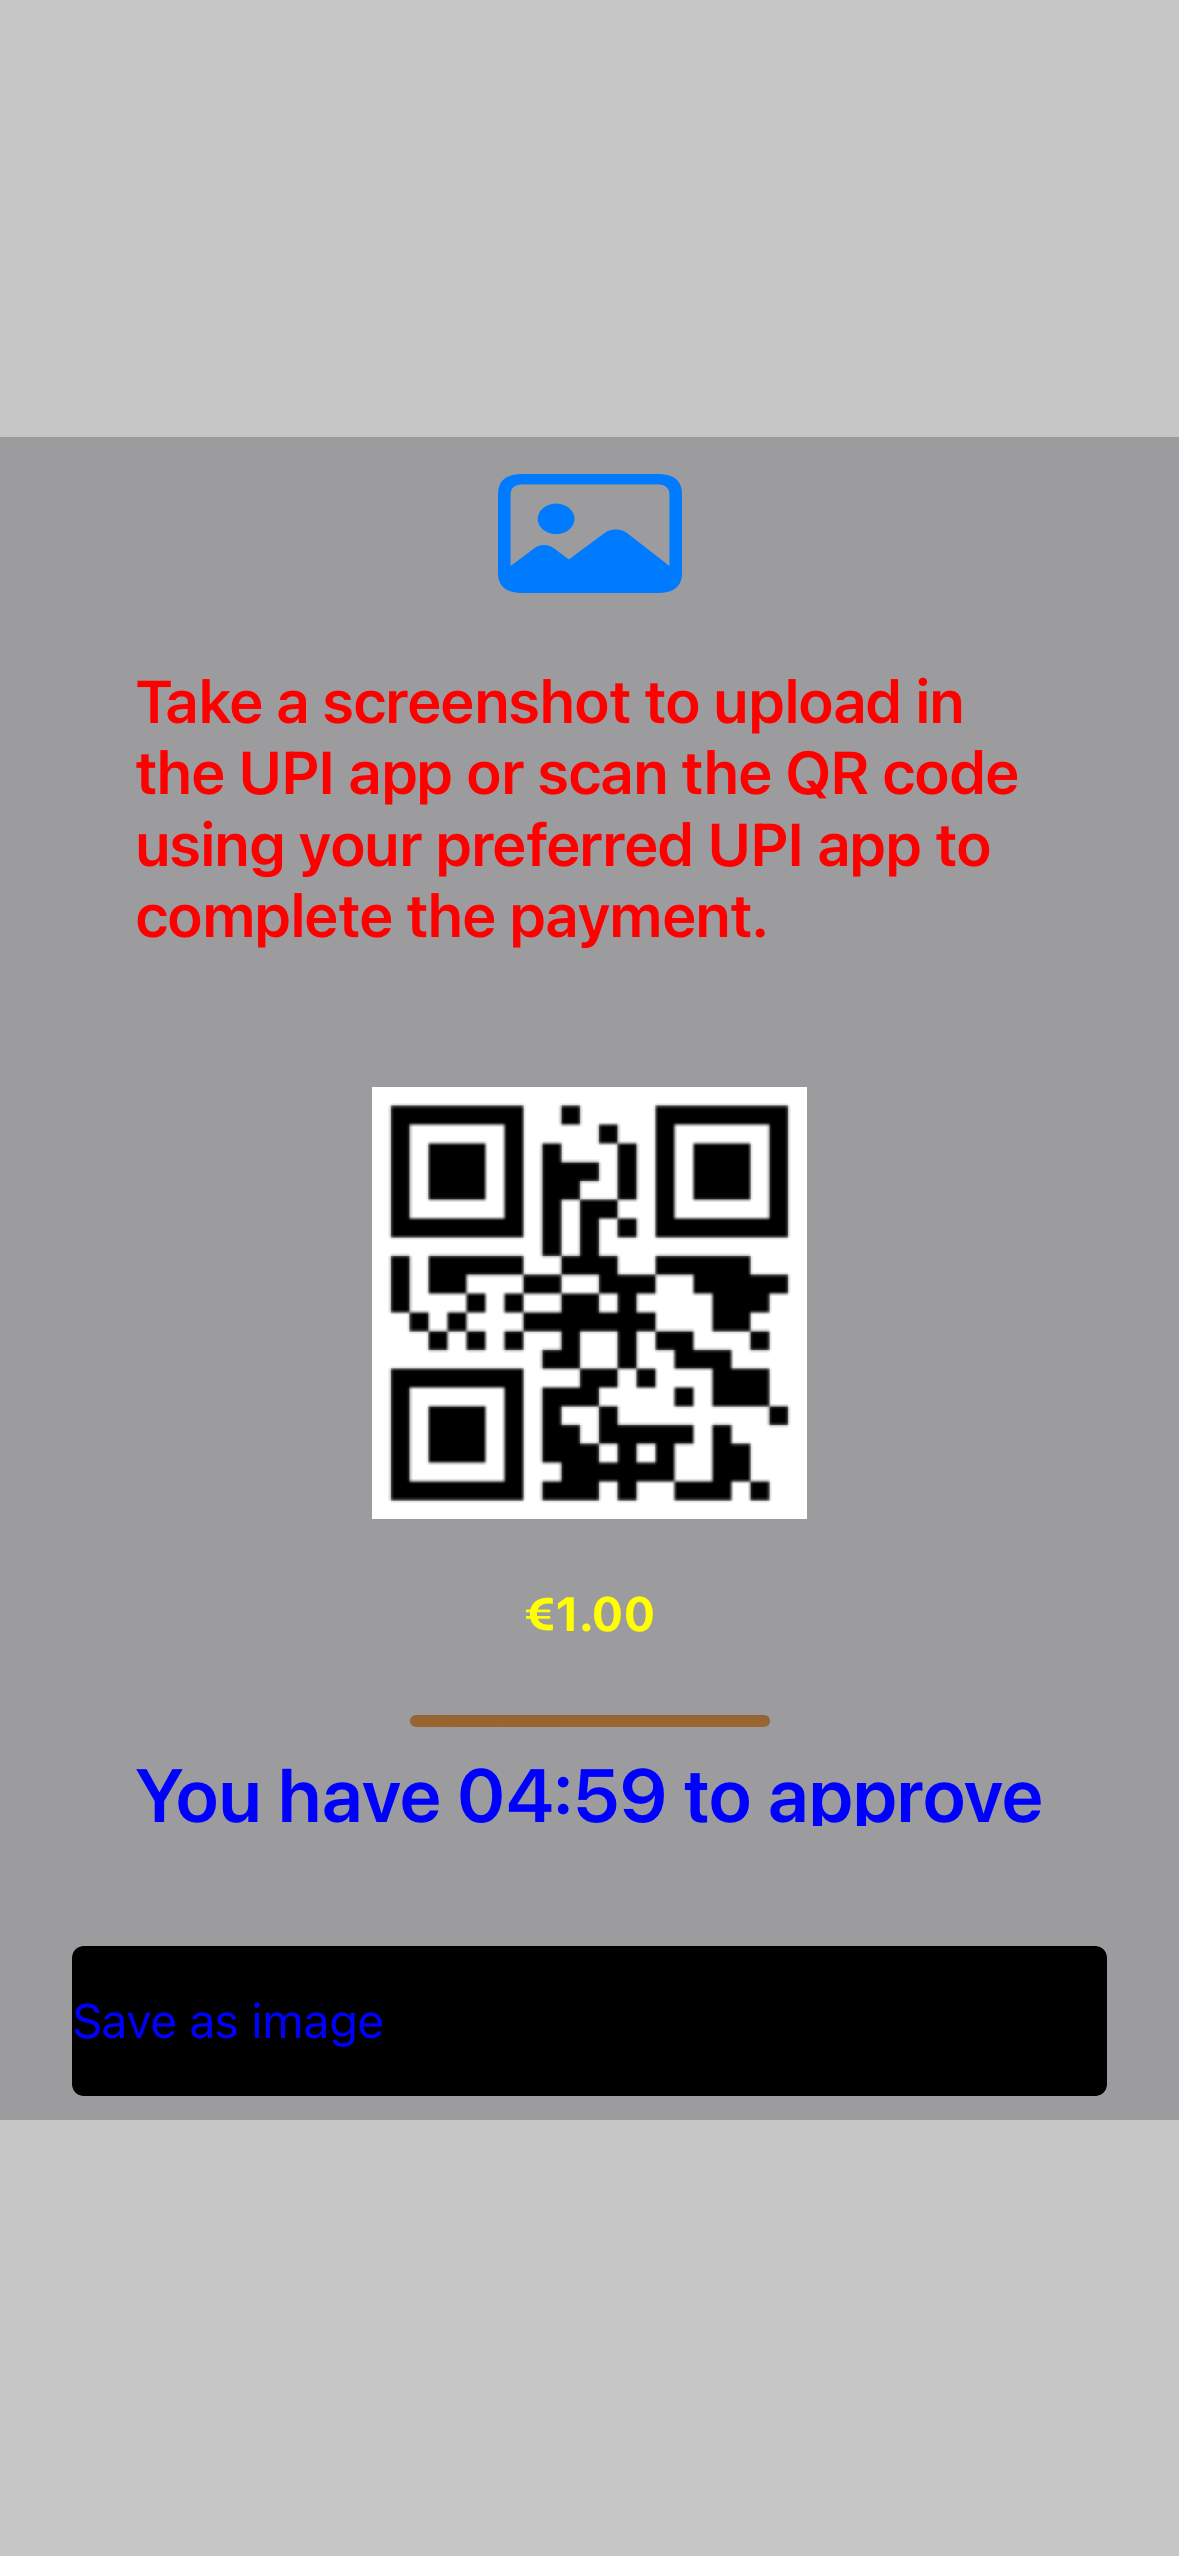 Take a screenshot to upload in
the UPI app or scan the QR code
using your preferred UPI app to
complete the payment.
€1.00
You have 04:59 to approve
Save as image